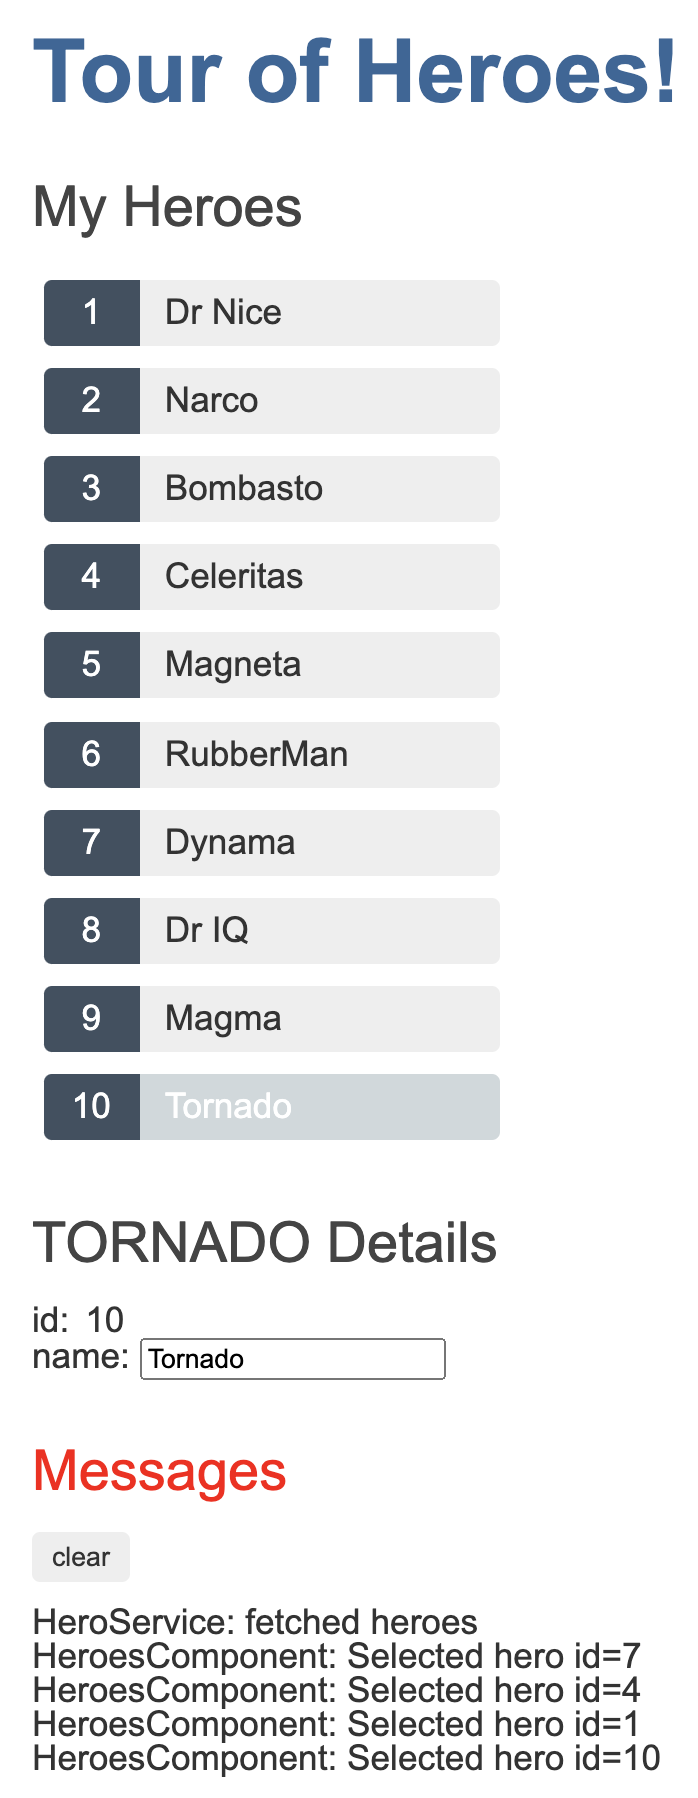 Tour of Heroes!
My Heroes
1 Dr Nice
2 Narco
3 Bombasto
4 Celeritas
5 Magneta
6 RubberMan
7 Dynama
8 Dr IQ
9 Magma
10 Tornado
TORNADO Details
id: 10
name: Tornado
Messages
clear
HeroService: fetched heroes
HeroesComponent: Selected hero id=7
HeroesComponent: Selected hero id=4
HeroesComponent: Selected hero id=1
HeroesComponent: Selected hero id=10